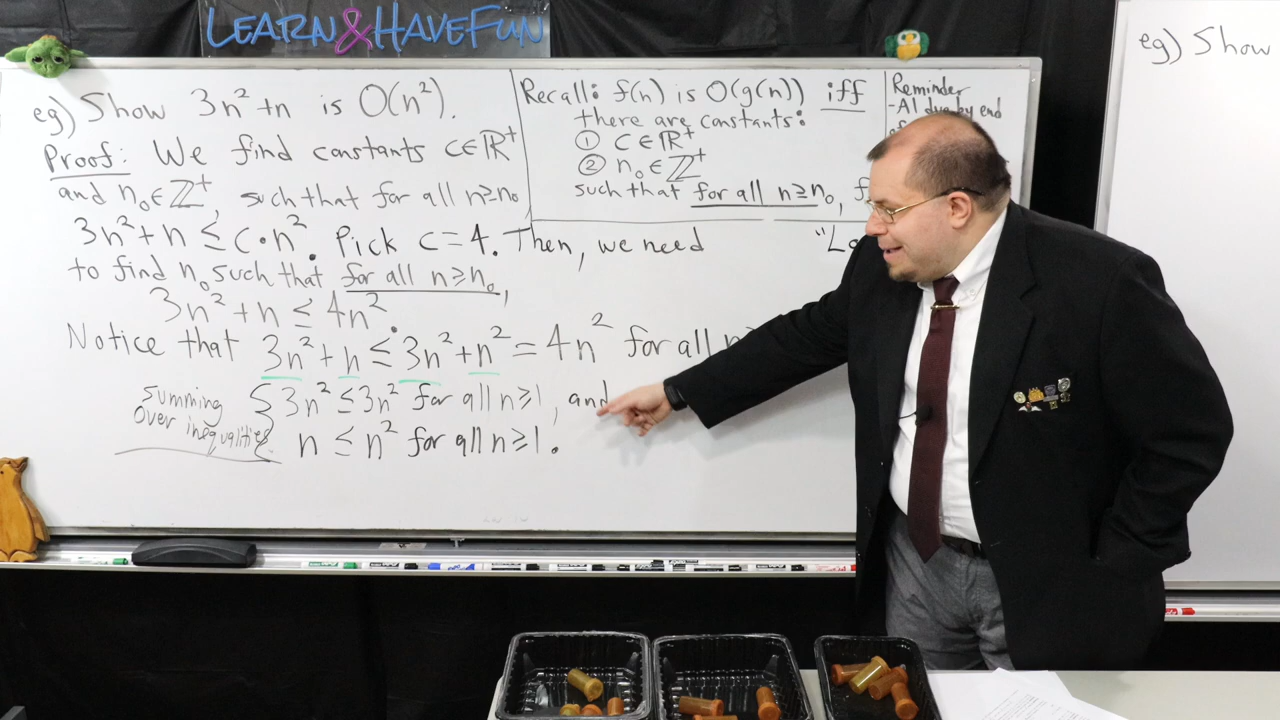 LEARN&HAVEFUN
eg) Show 3n²+n is O(n²).
Proof: We find constants c∈ℝ⁺
and n₀∈ℤ⁺, such that for all n≥n₀
3n²+n ≤ c·n². Pick c=4. Then, we need
to find n₀ such that for all n≥n₀,
3n²+n ≤ 4n².
Notice that 3n²+n ≤ 3n²+n² = 4n² for all
summing
over inequalities
{ 3n² ≤ 3n² for all n≥1, and
n ≤ n² for all n≥1.
Recall: f(n) is O(g(n)) iff
there are constants:
① c∈ℝ⁺
② n₀∈ℤ⁺
such that for all n≥n₀,
Reminder
-A1 due by end
eg) Show